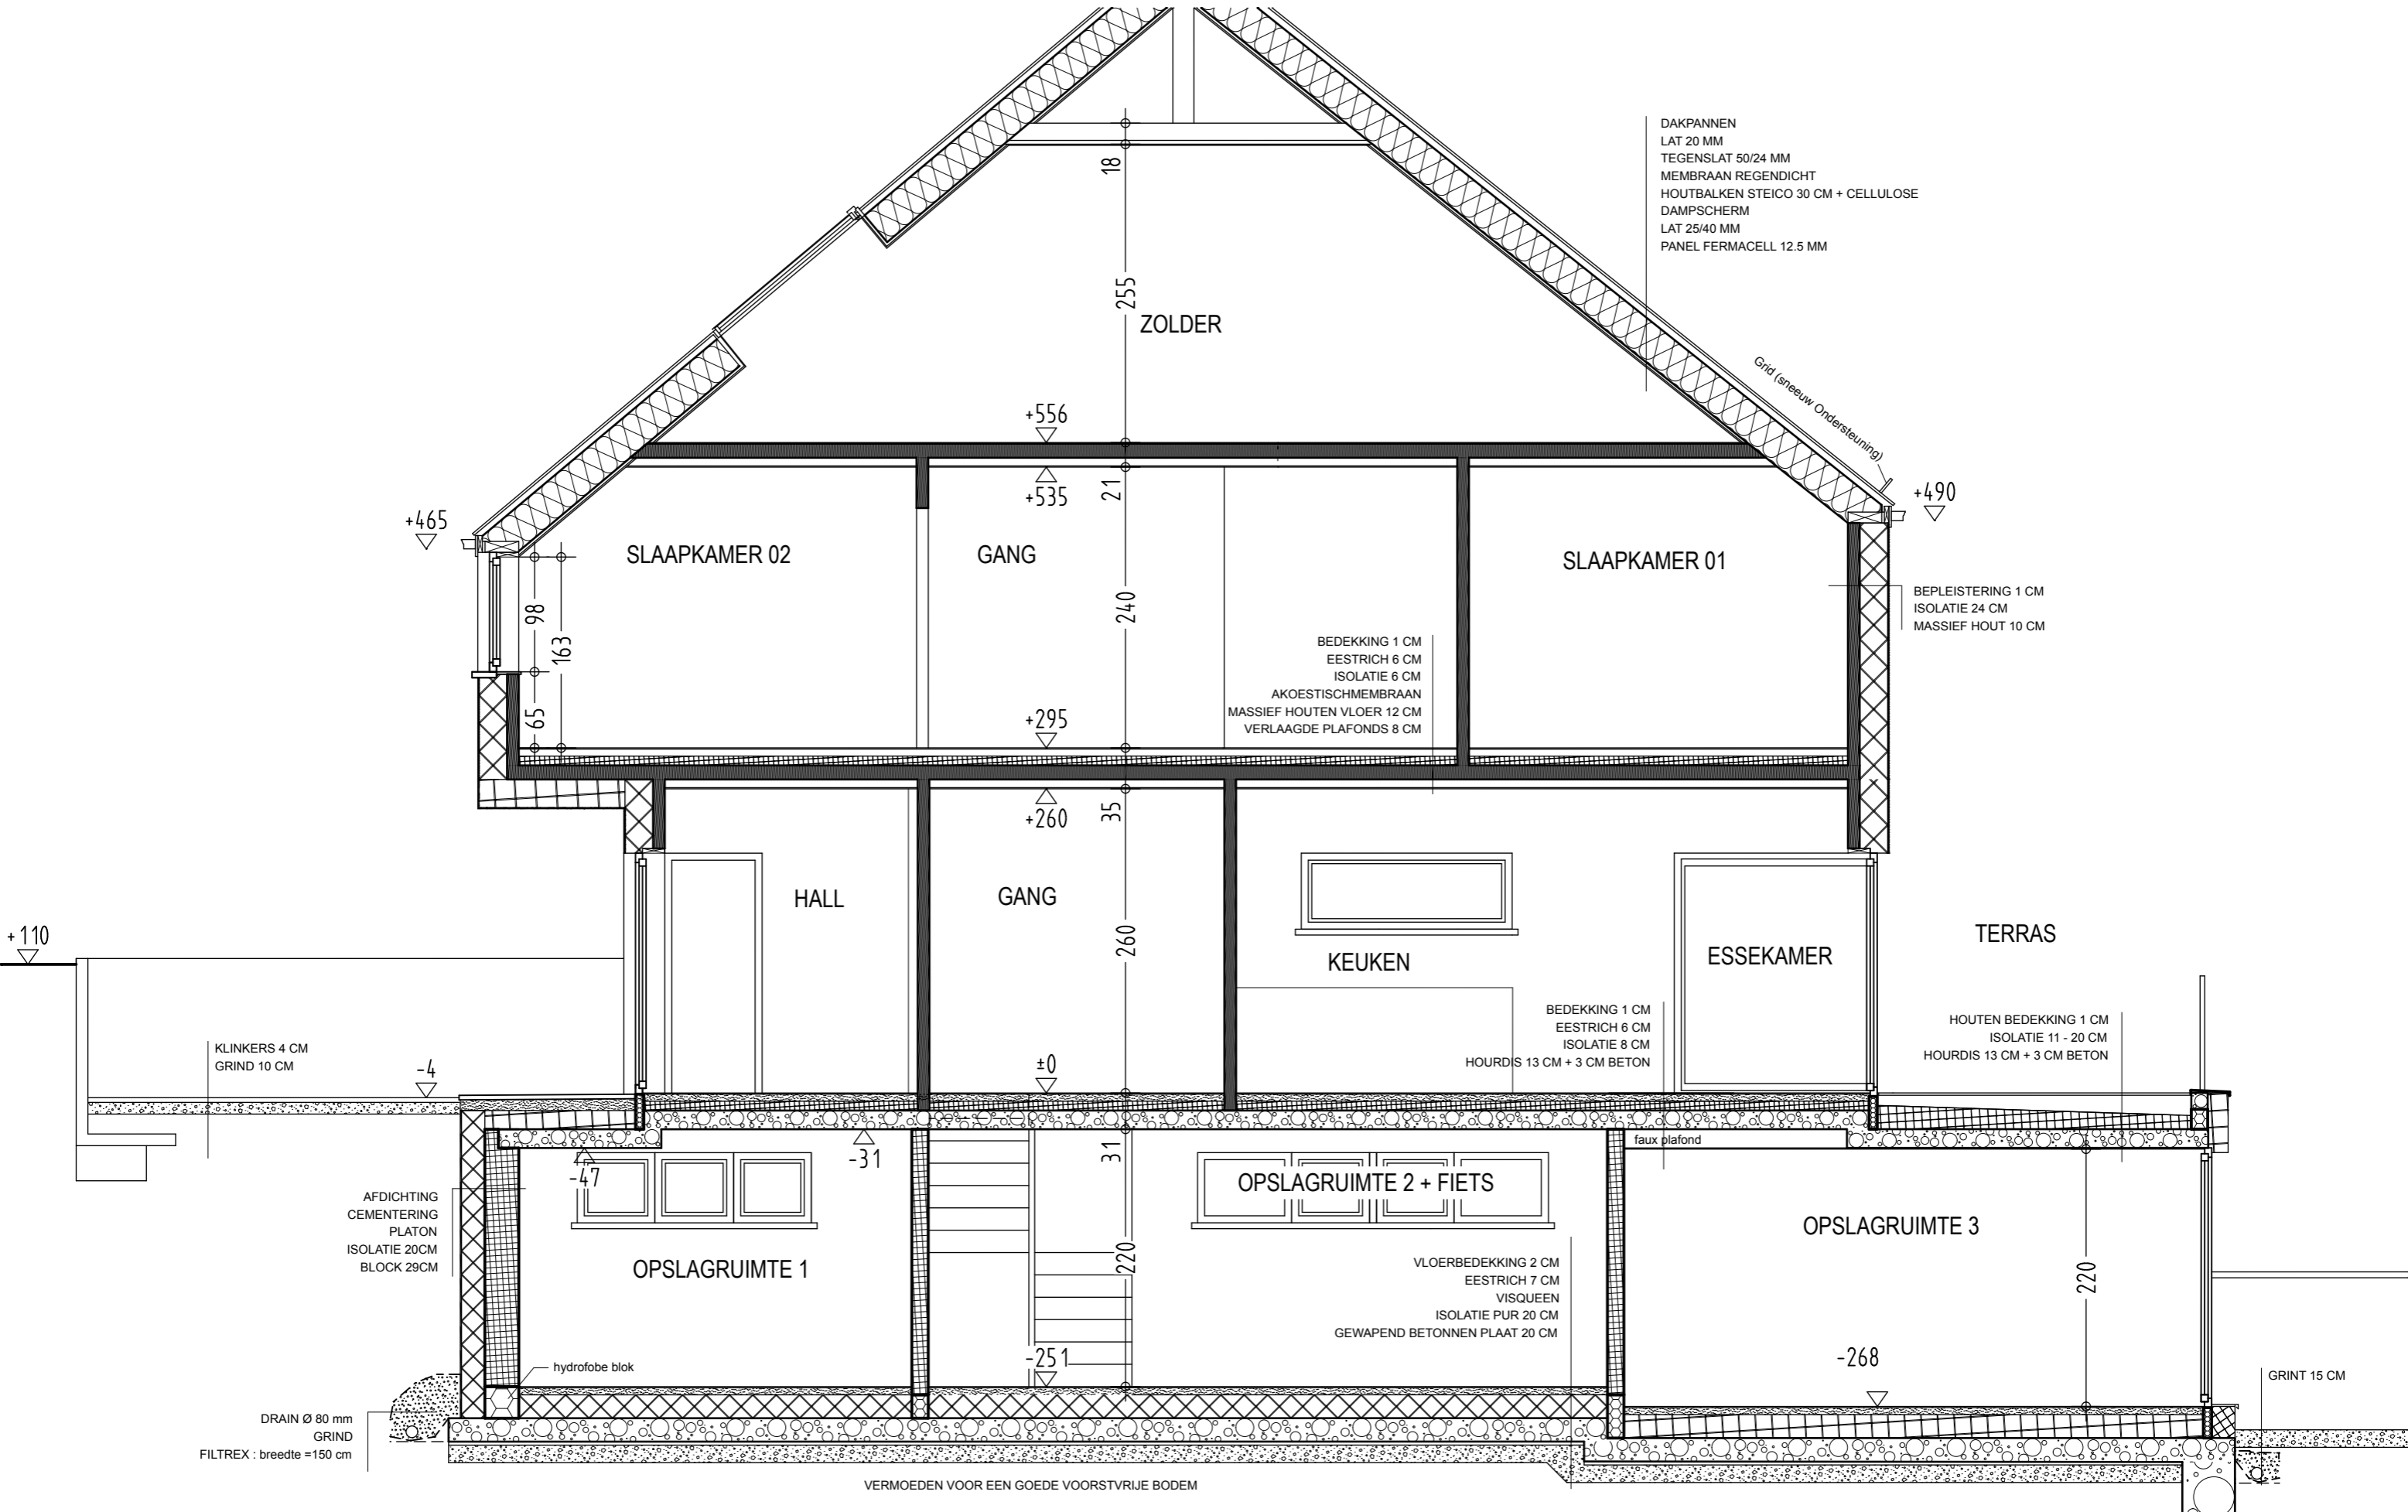 DAKPANNEN
LAT 20 MM
TEGENSLAT 50/24 MM
MEMBRAAN REGENDICHT
HOUTBALKEN STEICO 30 CM + CELLULOSE
DAMPSCHERM
LAT 25/40 MM
PANEL FERMACELL 12.5 MM
18
255
ZOLDER
Grid (sneeuw Ondersteuning)
+556
+535
21
+465
+490
SLAAPKAMER 02
GANG
SLAAPKAMER 01
98
163
65
240
BEPLEISTERING 1 CM
ISOLATIE 24 CM
MASSIEF HOUT 10 CM
BEDEKKING 1 CM
EESTRICH 6 CM
ISOLATIE 6 CM
AKOESTISCHMEMBRAAN
MASSIEF HOUTEN VLOER 12 CM
VERLAAGDE PLAFONDS 8 CM
+295
+260
35
HALL
GANG
260
KEUKEN
ESSEKAMER
TERRAS
+110
KLINKERS 4 CM
GRIND 10 CM
-4
±0
BEDEKKING 1 CM
EESTRICH 6 CM
ISOLATIE 8 CM
HOURDIS 13 CM + 3 CM BETON
HOUTEN BEDEKKING 1 CM
ISOLATIE 11 - 20 CM
HOURDIS 13 CM + 3 CM BETON
-47
-31
31
faux plafond
AFDICHTING
CEMENTERING
PLATON
ISOLATIE 20CM
BLOCK 29CM
OPSLAGRUIMTE 1
OPSLAGRUIMTE 2 + FIETS
OPSLAGRUIMTE 3
220
220
VLOERBEDEKKING 2 CM
EESTRICH 7 CM
VISQUEEN
ISOLATIE PUR 20 CM
GEWAPEND BETONNEN PLAAT 20 CM
hydrofobe blok
-251
-268
GRINT 15 CM
DRAIN Ø 80 mm
GRIND
FILTREX : breedte =150 cm
VERMOEDEN VOOR EEN GOEDE VOORSTVRIJE BODEM